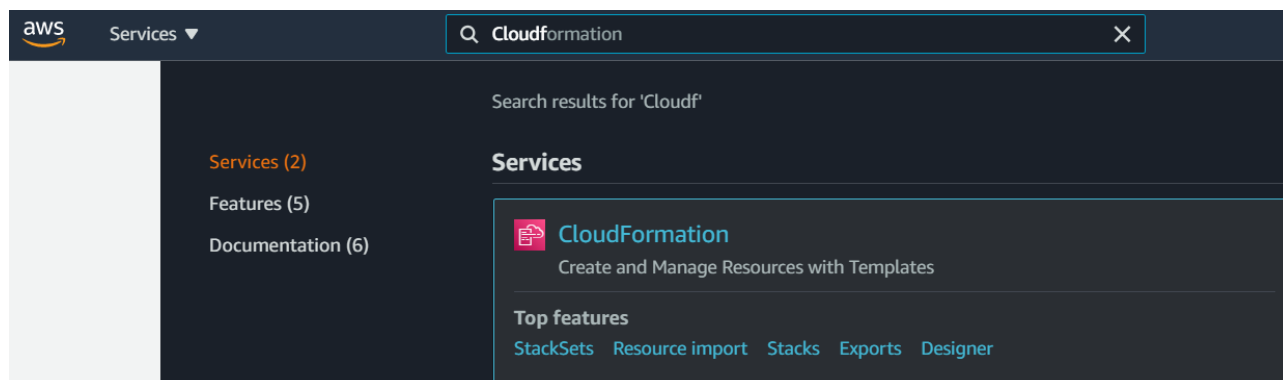 aws Services ▼ Cloudformation
Search results for 'Cloudf'
Services (2)
Features (5)
Documentation (6)
Services
CloudFormation
Create and Manage Resources with Templates
Top features
StackSets Resource import Stacks Exports Designer